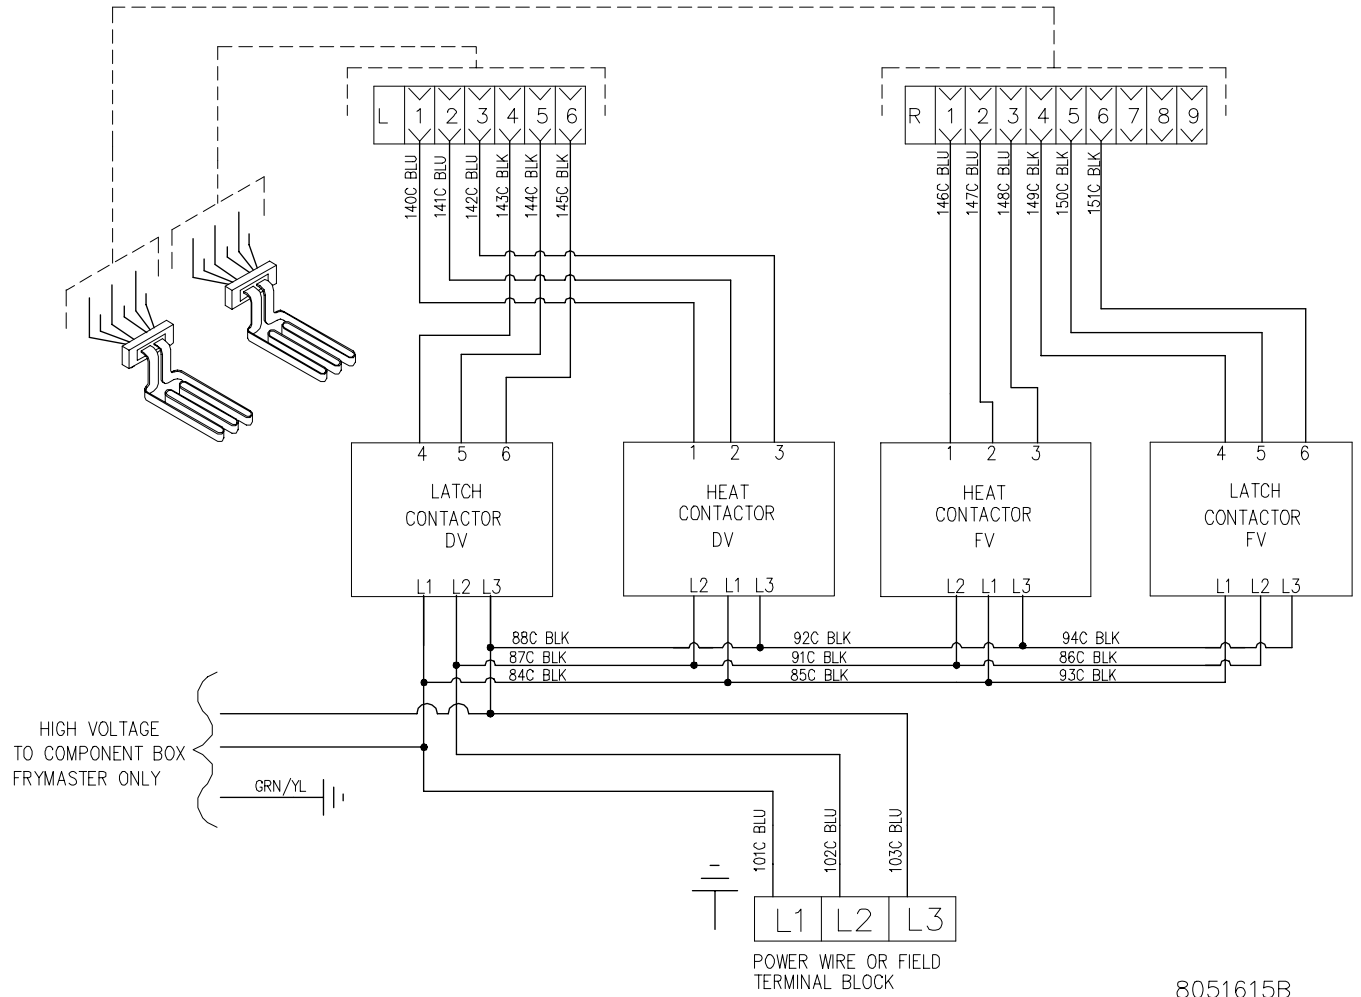 L 1 2 3 4 5 6
R 1 2 3 4 5 6 7 8 9
140C BLU
141C BLU
142C BLU
143C BLK
144C BLK
145C BLK
146C BLU
147C BLU
148C BLU
149C BLK
150C BLK
151C BLK
4 5 6
LATCH
CONTACTOR
DV
L1 L2 L3
1 2 3
HEAT
CONTACTOR
DV
L2 L1 L3
1 2 3
HEAT
CONTACTOR
FV
L2 L1 L3
4 5 6
LATCH
CONTACTOR
FV
L1 L2 L3
88C BLK 92C BLK 94C BLK
87C BLK 91C BLK 86C BLK
84C BLK 85C BLK 93C BLK
HIGH VOLTAGE
TO COMPONENT BOX
FRYMASTER ONLY
GRN/YL
101C BLU
102C BLU
103C BLU
L1 L2 L3
POWER WIRE OR FIELD
TERMINAL BLOCK
8051615B